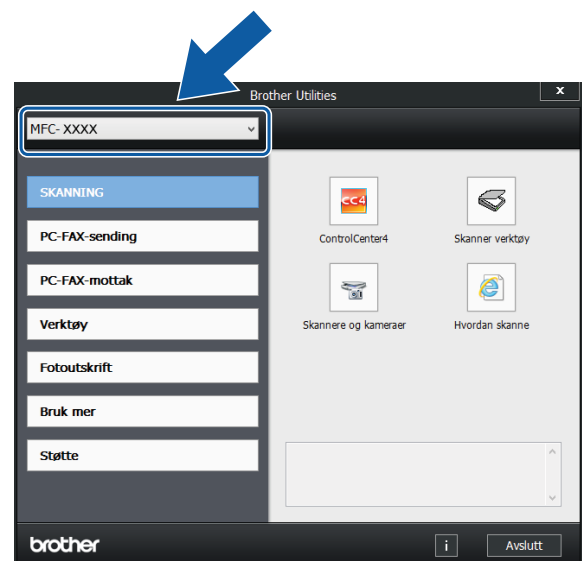 Brother Utilities
x
MFC- XXXX
SKANNING
PC-FAX-sending
PC-FAX-mottak
Verktøy
Fotoutskrift
Bruk mer
Støtte
CC4
ControlCenter4
Skanner verktøy
Skannere og kameraer
Hvordan skanne
brother
i
Avslutt